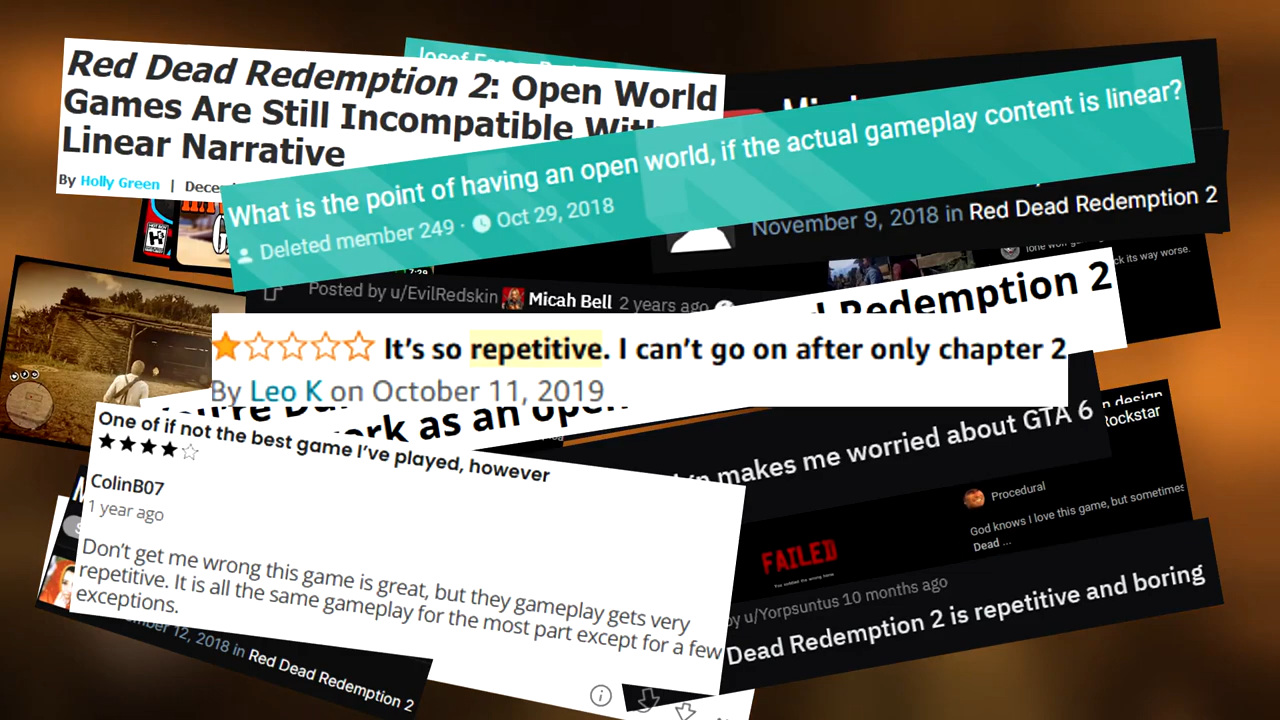 Red Dead Redemption 2: Open World
Games Are Still Incompatible With
Linear Narrative
By Holly Green |
What is the point of having an open world, if the actual gameplay content is linear?
Deleted member 249 · Oct 29, 2018
November 9, 2018 in Red Dead Redemption 2
Posted by u/EvilRedskin Micah Bell 2 years ago
Redemption 2
It's so repetitive. I can't go on after only chapter 2
By Leo K on October 11, 2019
as an open
makes me worried about GTA 6
design
Rockstar
One of if not the best game I've played, however
ColinB07
1 year ago
Don't get me wrong this game is great, but they gameplay gets very
repetitive. It is all the same gameplay for the most part except for a few
exceptions.
Procedural
God knows I love this game, but sometimes
Dead ...
FAILED
by u/Yorpsuntus 10 months ago
Dead Redemption 2 is repetitive and boring
12, 2018 in Red Dead Redemption 2